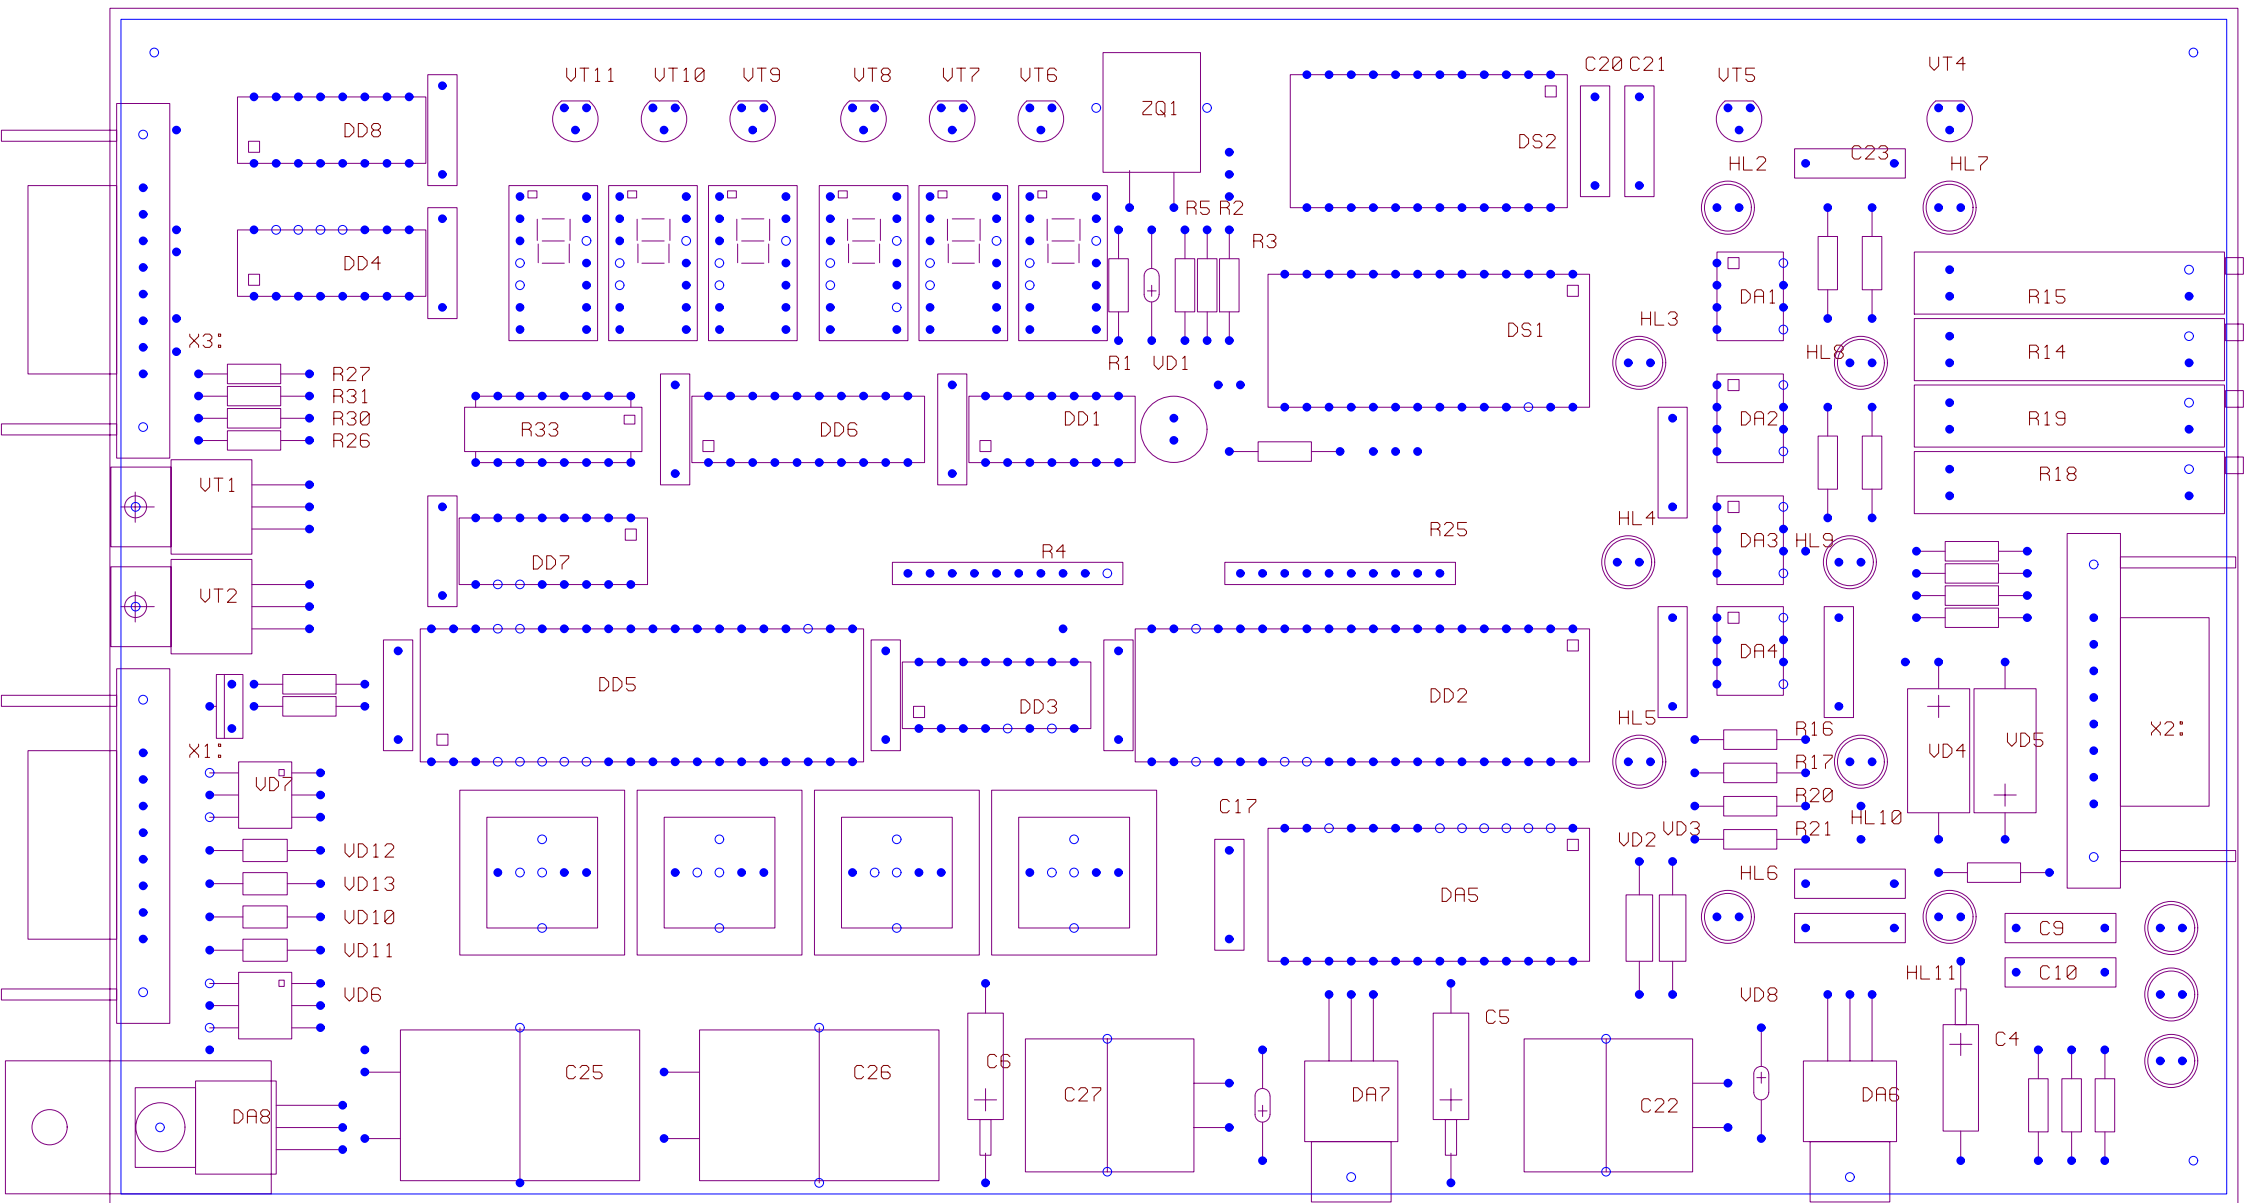 VT11 VT10 VT9 VT8 VT7 VT6 C20 C21 VT5 VT4
ZQ1
DD8 DS2 C23
HL2 HL7
R5 R2
R3
DD4
DA1 R15
HL3
DS1
X3:
R1 VD1 HL8 R14
R27
R31
R30 DD1 DA2 R19
R26 R33 DD6
VT1 R18
HL4
R25
DA3 HL9
R4
DD7
VT2
DA4
DD5 DD2
DD3
HL5
R16 X2:
VD5
X1: VD4
R17
VD7 R20
C17 HL10
VD3 R21
VD2
VD12
HL6
VD13 DA5
VD10
C9
VD11
HL11 C10
VD6 VD8
C5
C4
C6
C25 C26
C27 DA7 DA6
C22
DA8